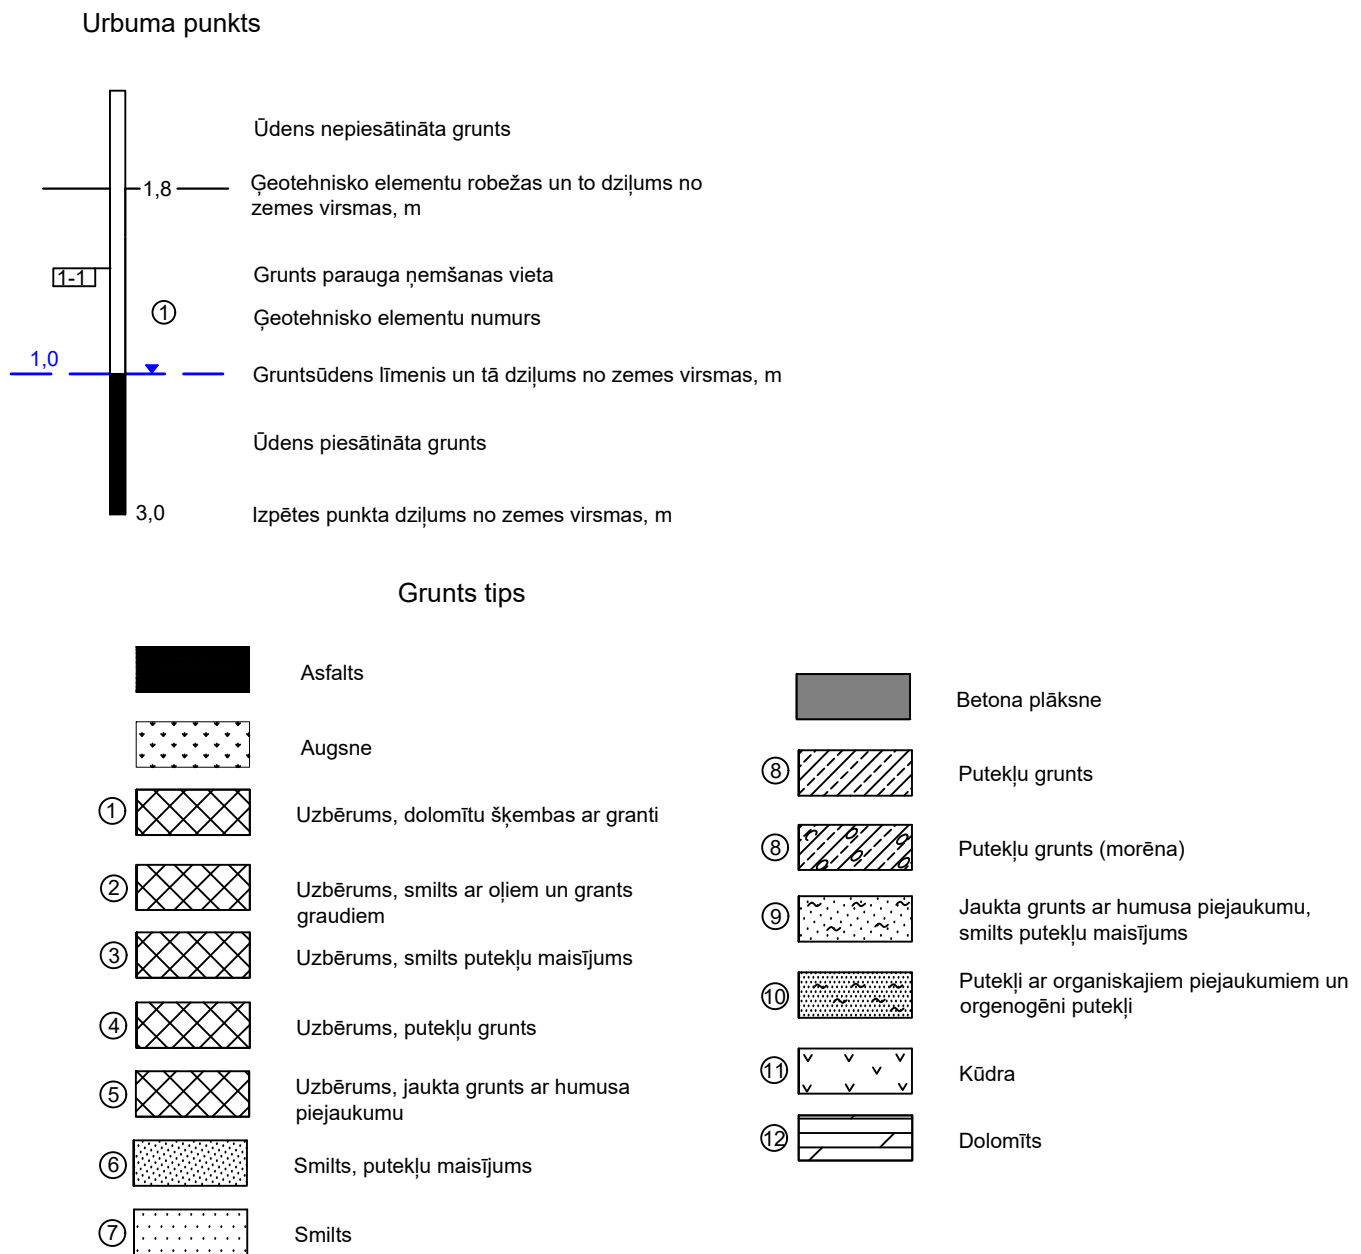 Urbuma punkts
Ūdens nepiesātināta grunts
1,8
Ģeotehnisko elementu robežas un to dziļums no
zemes virsmas, m
1-1
Grunts parauga ņemšanas vieta
1
Ģeotehnisko elementu numurs
1,0
Gruntsūdens līmenis un tā dziļums no zemes virsmas, m
Ūdens piesātināta grunts
3,0
Izpētes punkta dziļums no zemes virsmas, m
Grunts tips
Asfalts
Augsne
1 Uzbērums, dolomītu šķembas ar granti
2 Uzbērums, smilts ar oļiem un grants
graudiem
3 Uzbērums, smilts putekļu maisījums
4 Uzbērums, putekļu grunts
5 Uzbērums, jaukta grunts ar humusa
piejaukumu
6 Smilts, putekļu maisījums
7 Smilts
Betona plāksne
8 Putekļu grunts
8 Putekļu grunts (morēna)
9 Jaukta grunts ar humusa piejaukumu,
smilts putekļu maisījums
10 Putekļi ar organiskajiem piejaukumiem un
orgenogēni putekļi
11 Kūdra
12 Dolomīts